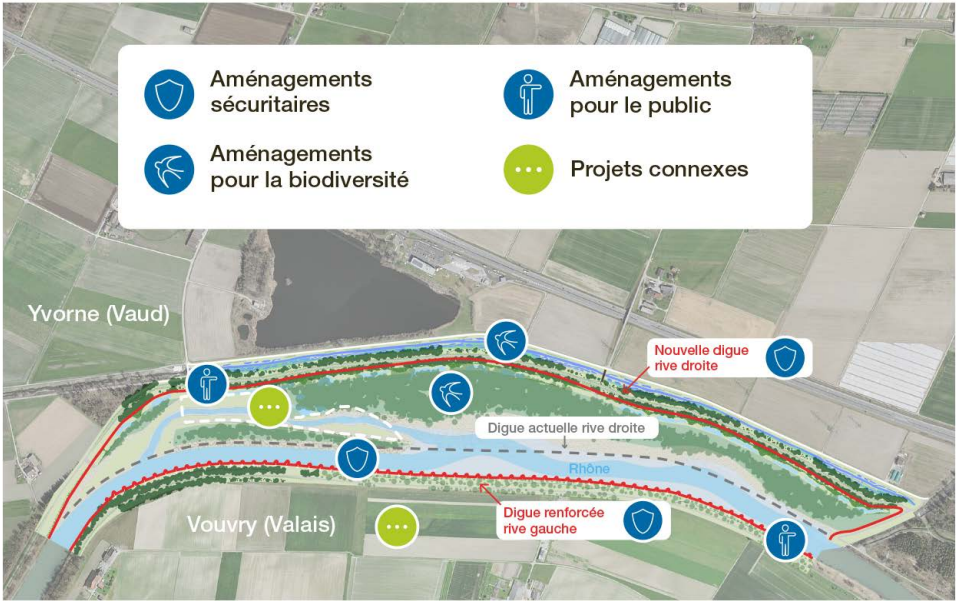 Aménagements
sécuritaires
Aménagements
pour la biodiversité
Aménagements
pour le public
Projets connexes
Yvorne (Vaud)
Nouvelle digue
rive droite
Digue actuelle rive droite
Rhône
Digue renforcée
rive gauche
Vouvry (Valais)